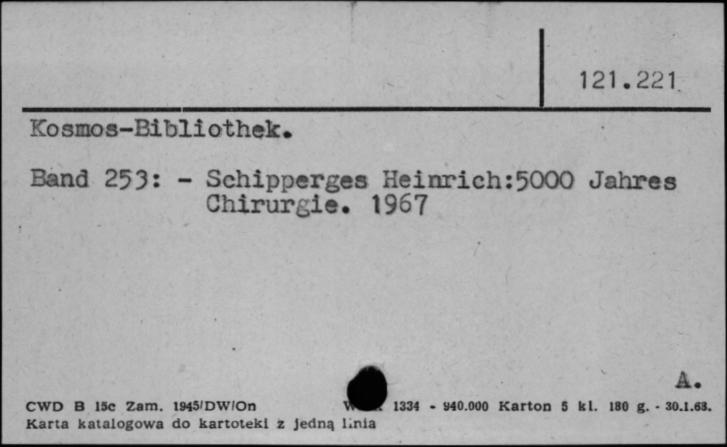 121.221
Kosmos-Bibliothek.
Band 253: - Schipperges Heinrich:5000 Jahres
Chirurgie. 1967
A.
CWD B 15c Zam. 1945/DW/On 1334 - 940.000 Karton 5 kl. 180 g. - 30.1.63.
Karta katalogowa do kartoteki z jedną linia